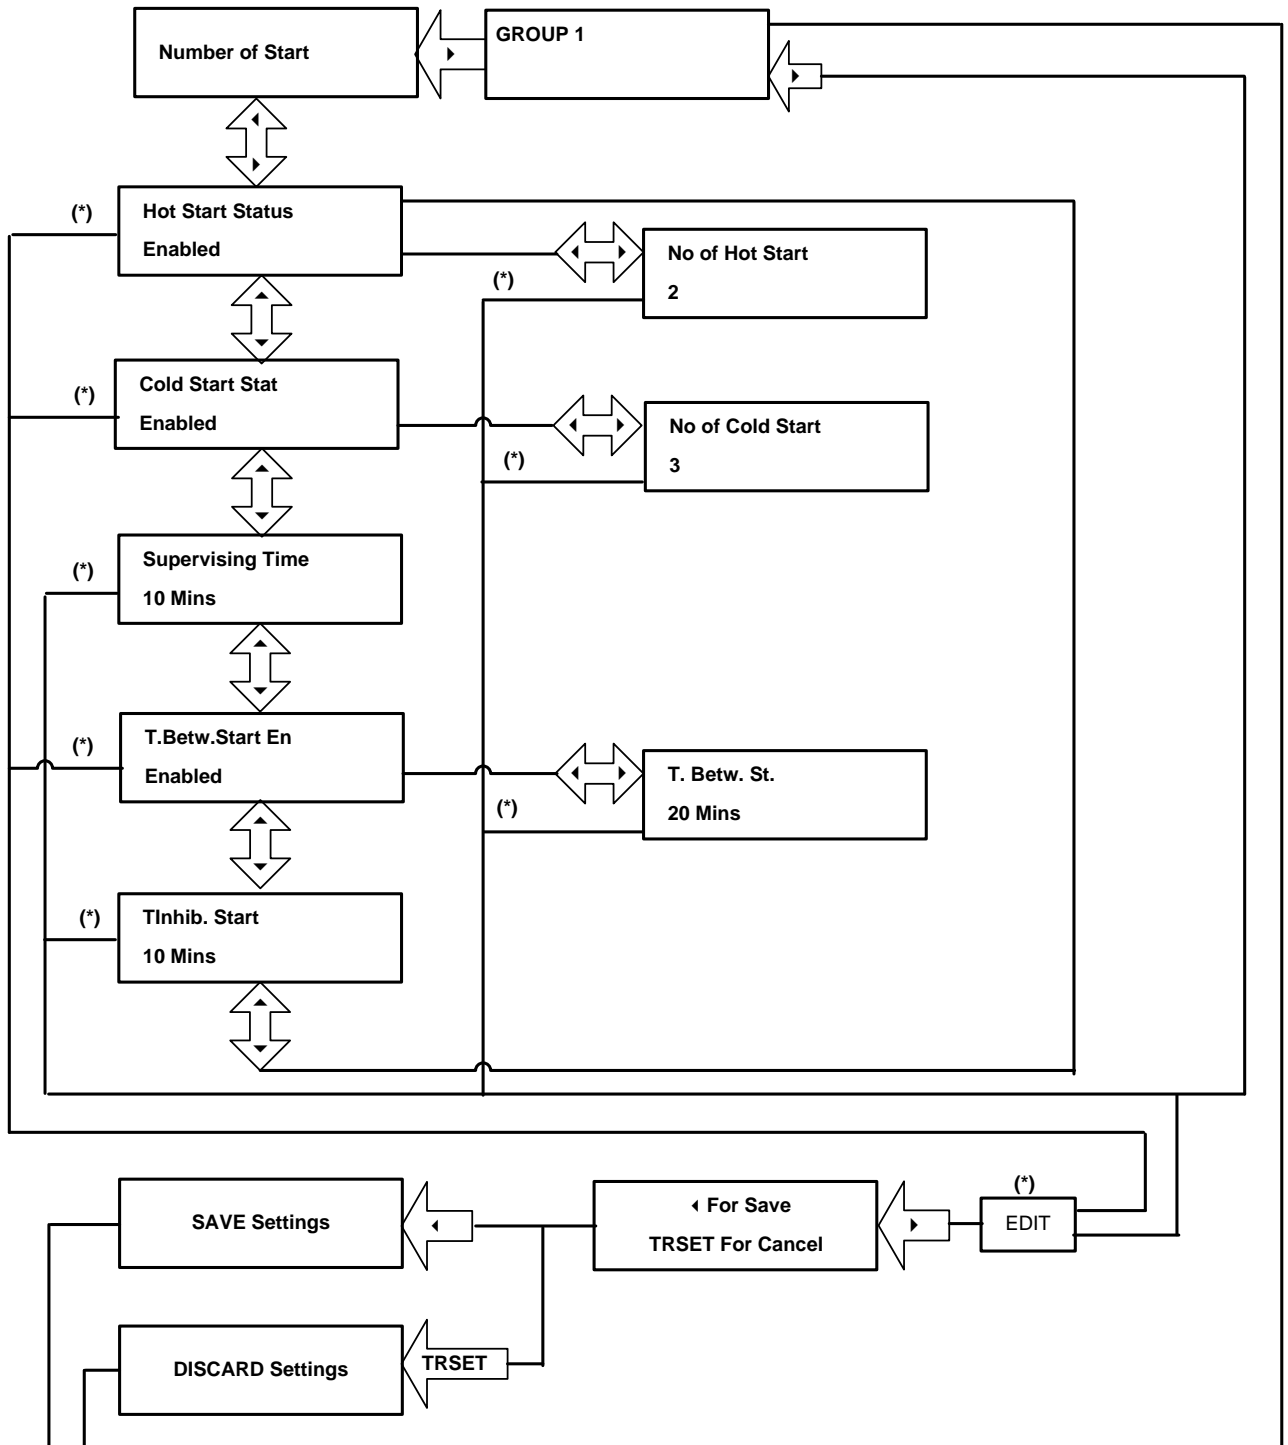 Number of Start
GROUP 1
(*)
Hot Start Status
Enabled
No of Hot Start
2
(*)
(*)
Cold Start Stat
Enabled
No of Cold Start
3
(*)
(*)
Supervising Time
10 Mins
(*)
T.Betw.Start En
Enabled
T. Betw. St.
20 Mins
(*)
(*)
TInhib. Start
10 Mins
(*)
EDIT
For Save
TRSET For Cancel
SAVE Settings
TRSET
DISCARD Settings